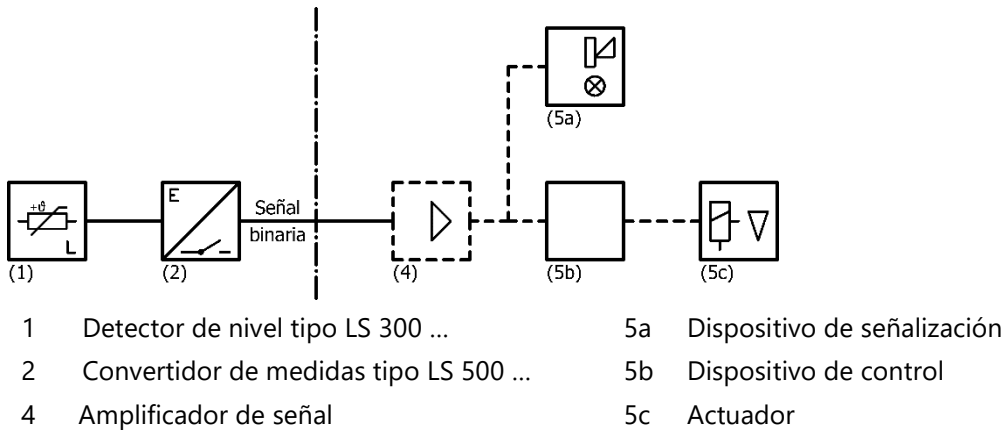 (5a)
+ϑ
L
(1)
E
(2)
Señal
binaria
(4)
(5b)
(5c)
1 Detector de nivel tipo LS 300 ...
2 Convertidor de medidas tipo LS 500 ...
4 Amplificador de señal
5a Dispositivo de señalización
5b Dispositivo de control
5c Actuador